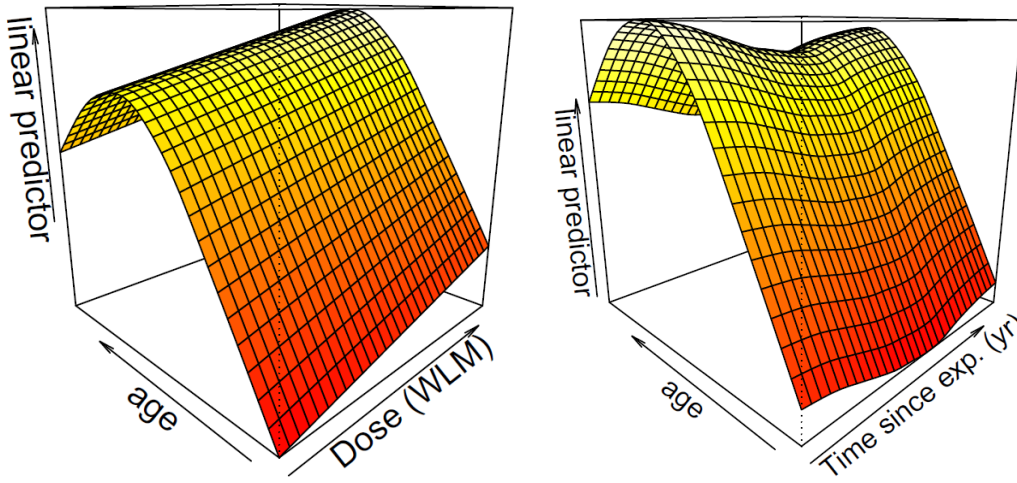 linear predictor
age
Dose (WLM)
linear predictor
age
Time since exp. (yr)